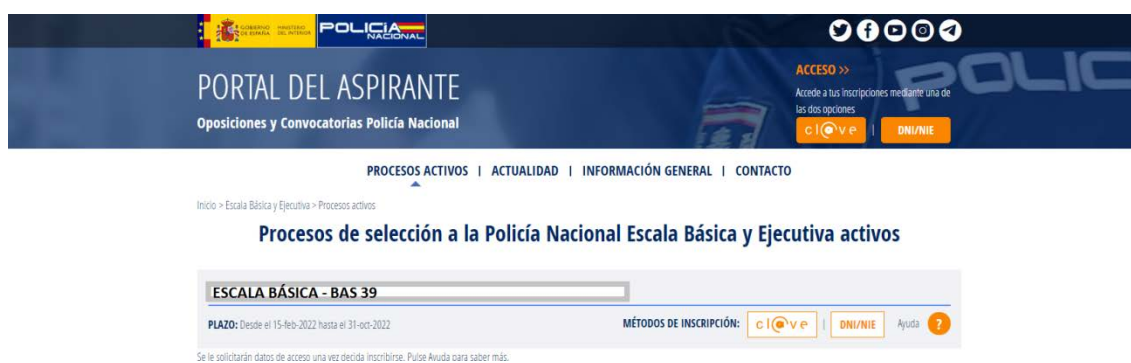 GOBIERNO DE ESPAÑA
MINISTERIO DEL INTERIOR
POLICÍA NACIONAL
PORTAL DEL ASPIRANTE
Oposiciones y Convocatorias Policía Nacional
ACCESO >>
Accede a tus inscripciones mediante una de
las dos opciones
cl@ve | DNI/NIE
POLIC
PROCESOS ACTIVOS | ACTUALIDAD | INFORMACIÓN GENERAL | CONTACTO
Inicio > Escala Básica y Ejecutiva > Procesos activos
Procesos de selección a la Policía Nacional Escala Básica y Ejecutiva activos
ESCALA BÁSICA - BAS 39
PLAZO: Desde el 15-feb-2022 hasta el 31-oct-2022
MÉTODOS DE INSCRIPCIÓN: cl@ve | DNI/NIE Ayuda ?
Se le solicitarán datos de acceso una vez decida inscribirse. Pulse Ayuda para saber más.